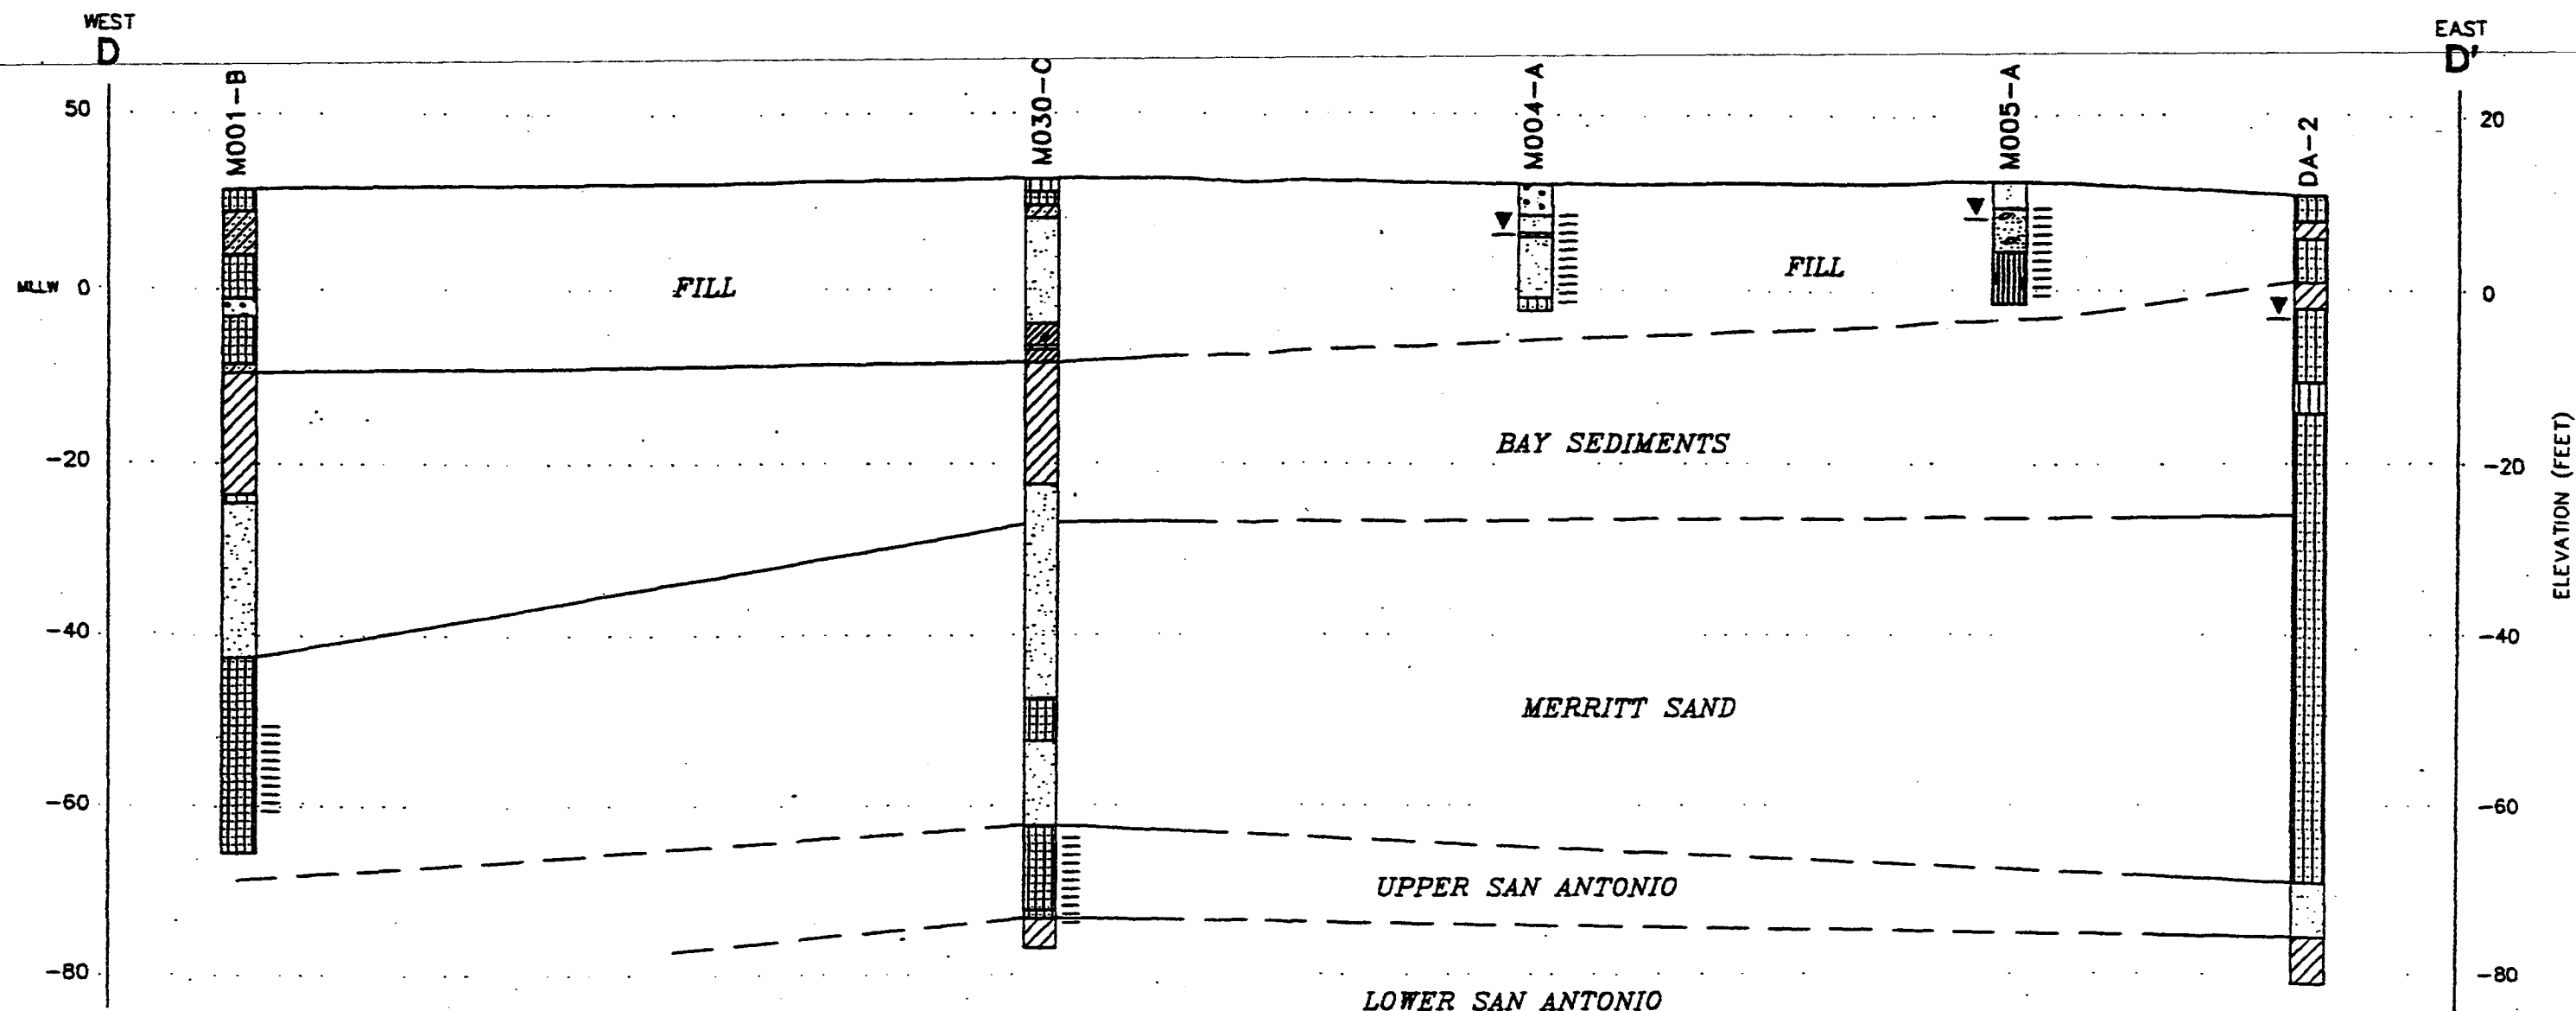 WEST
D
EAST
D'
M001-B
M030-C
M004-A
M005-A
DA-2
50
20
MLLW 0
0
FILL
FILL
-20
-20
BAY SEDIMENTS
ELEVATION (FEET)
-40
-40
MERRITT SAND
-60
-60
UPPER SAN ANTONIO
-80
-80
LOWER SAN ANTONIO